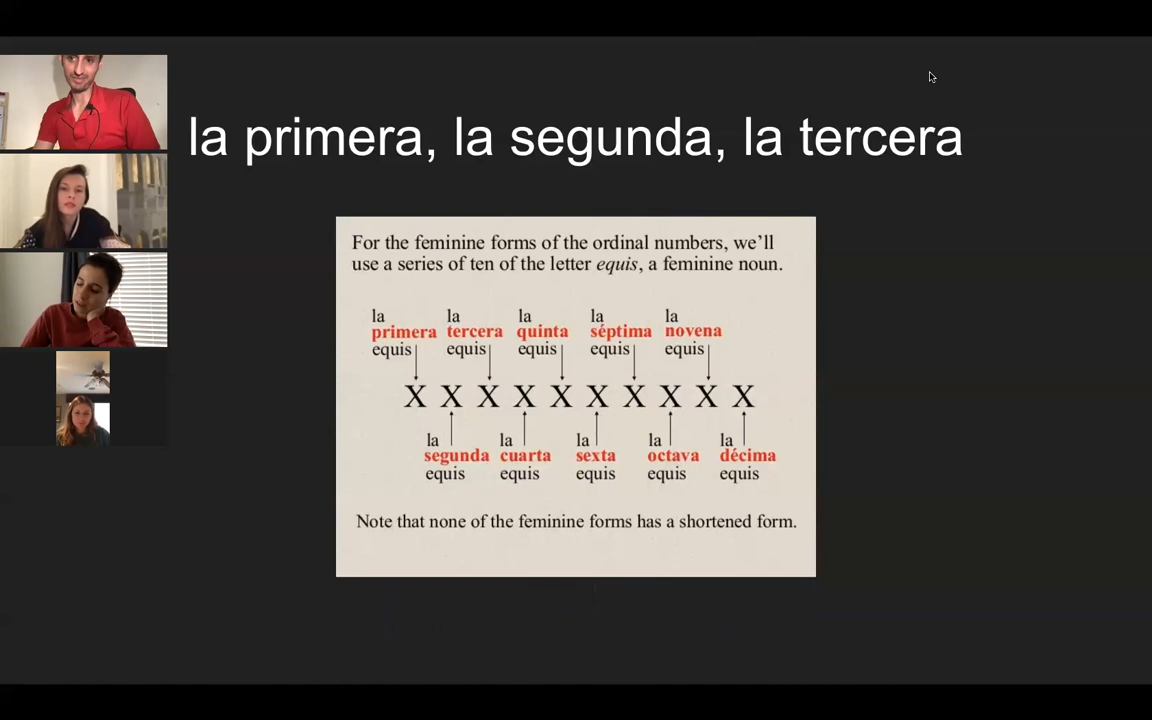 la primera, la segunda, la tercera
For the feminine forms of the ordinal numbers, we'll
use a series of ten of the letter equis, a feminine noun.
la la la la la
primera tercera quinta séptima novena
equis equis equis equis equis
X X X X X X X X X X
la la la la la
segunda cuarta sexta octava décima
equis equis equis equis equis
Note that none of the feminine forms has a shortened form.